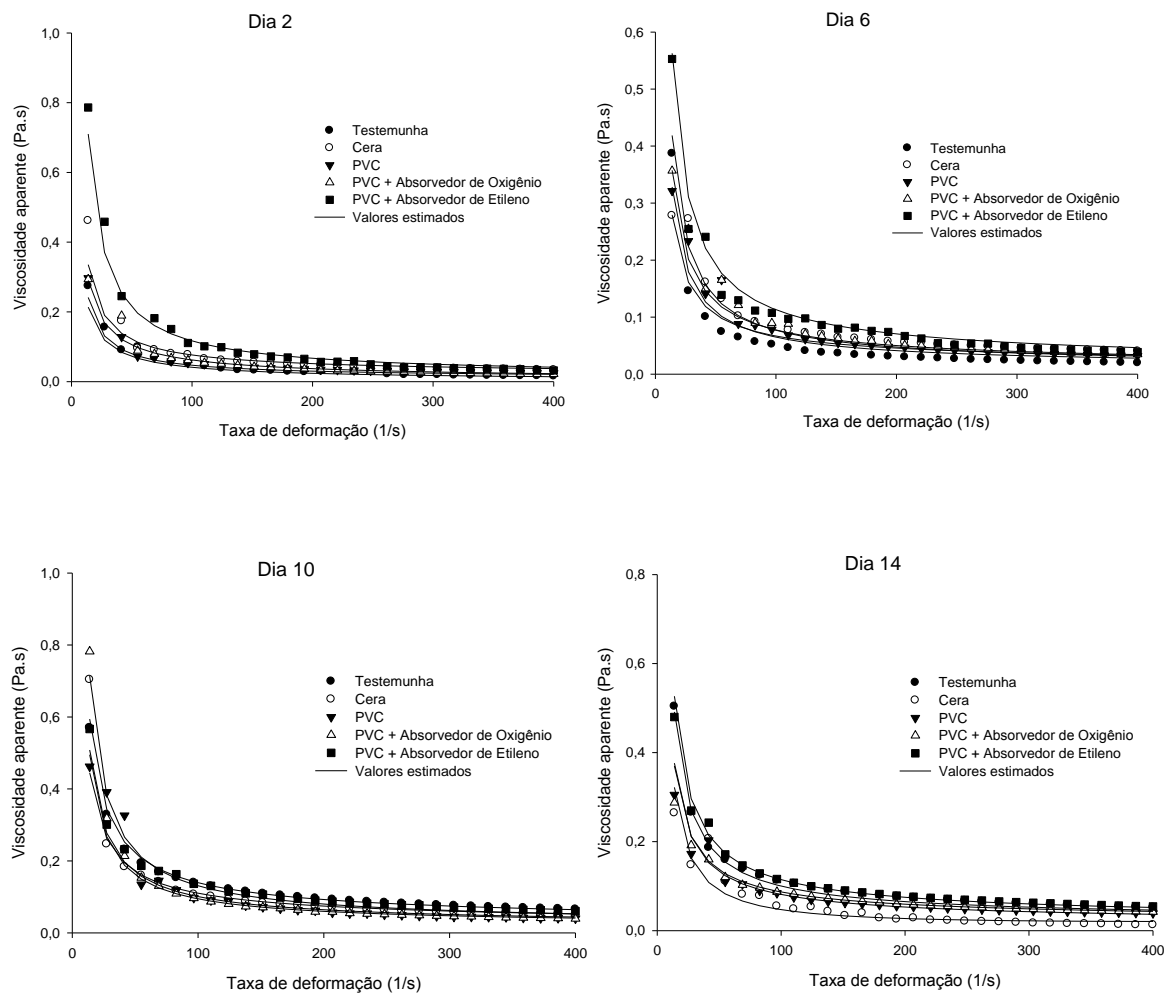 Dia 2
1,0
0,8
0,6
0,4
0,2
0,0
Viscosidade aparente (Pa.s)
Testemunha
Cera
PVC
PVC + Absorvedor de Oxigênio
PVC + Absorvedor de Etileno
Valores estimados
0 100 200 300 400
Taxa de deformação (1/s)
Dia 6
0,6
0,5
0,4
0,3
0,2
0,1
0,0
Viscosidade aparente (Pa.s)
Testemunha
Cera
PVC
PVC + Absorvedor de Oxigênio
PVC + Absorvedor de Etileno
Valores estimados
0 100 200 300 400
Taxa de deformação (1/s)
Dia 10
1,0
0,8
0,6
0,4
0,2
0,0
Viscosidade aparente (Pa.s)
Testemunha
Cera
PVC
PVC + Absorvedor de Oxigênio
PVC + Absorvedor de Etileno
Valores estimados
0 100 200 300 400
Taxa de deformação (1/s)
Dia 14
0,8
0,6
0,4
0,2
0,0
Viscosidade aparente (Pa.s)
Testemunha
Cera
PVC
PVC + Absorvedor de Oxigênio
PVC + Absorvedor de Etileno
Valores estimados
0 100 200 300 400
Taxa de deformação (1/s)